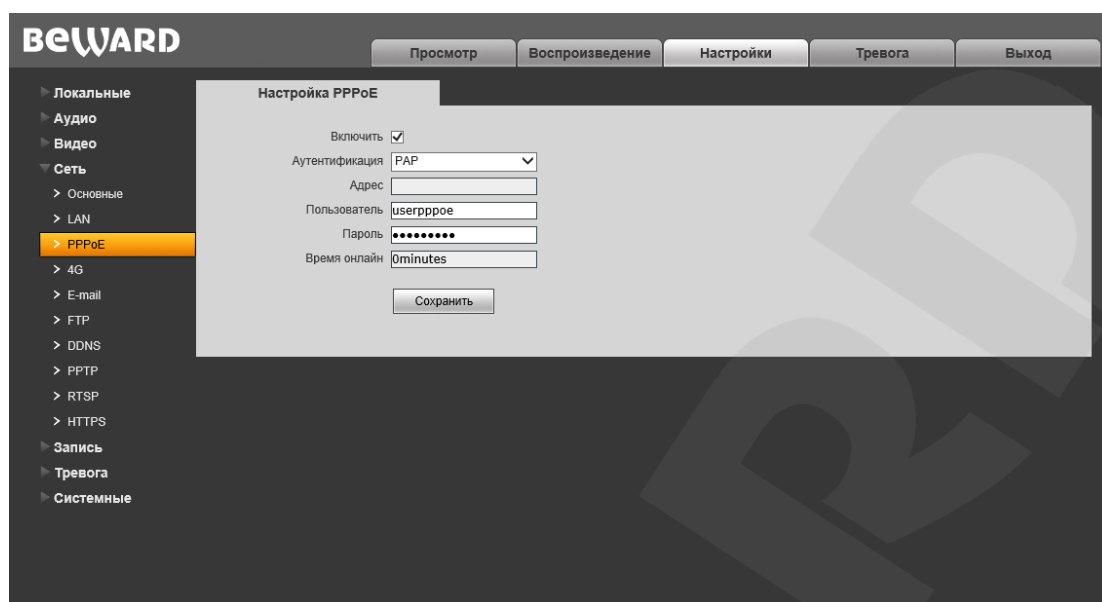 BEWARD
Просмотр
Воспроизведение
Настройки
Тревога
Выход
Локальные
Аудио
Видео
Сеть
> Основные
> LAN
> PPPoE
> 4G
> E-mail
> FTP
> DDNS
> PPTP
> RTSP
> HTTPS
Запись
Тревога
Системные
Настройка PPPoE
Включить
Аутентификация PAP
Адрес
Пользователь userpppoe
Пароль •••••••••
Время онлайн 0minutes
Сохранить